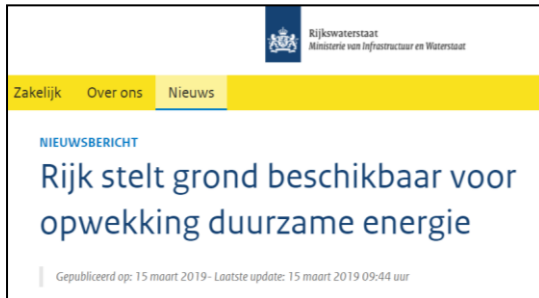 Rijkswaterstaat
Ministerie van Infrastructuur en Waterstaat
Zakelijk Over ons Nieuws
NIEUWSBERICHT
Rijk stelt grond beschikbaar voor
opwekking duurzame energie
Gepubliceerd op: 15 maart 2019- Laatste update: 15 maart 2019 09:44 uur